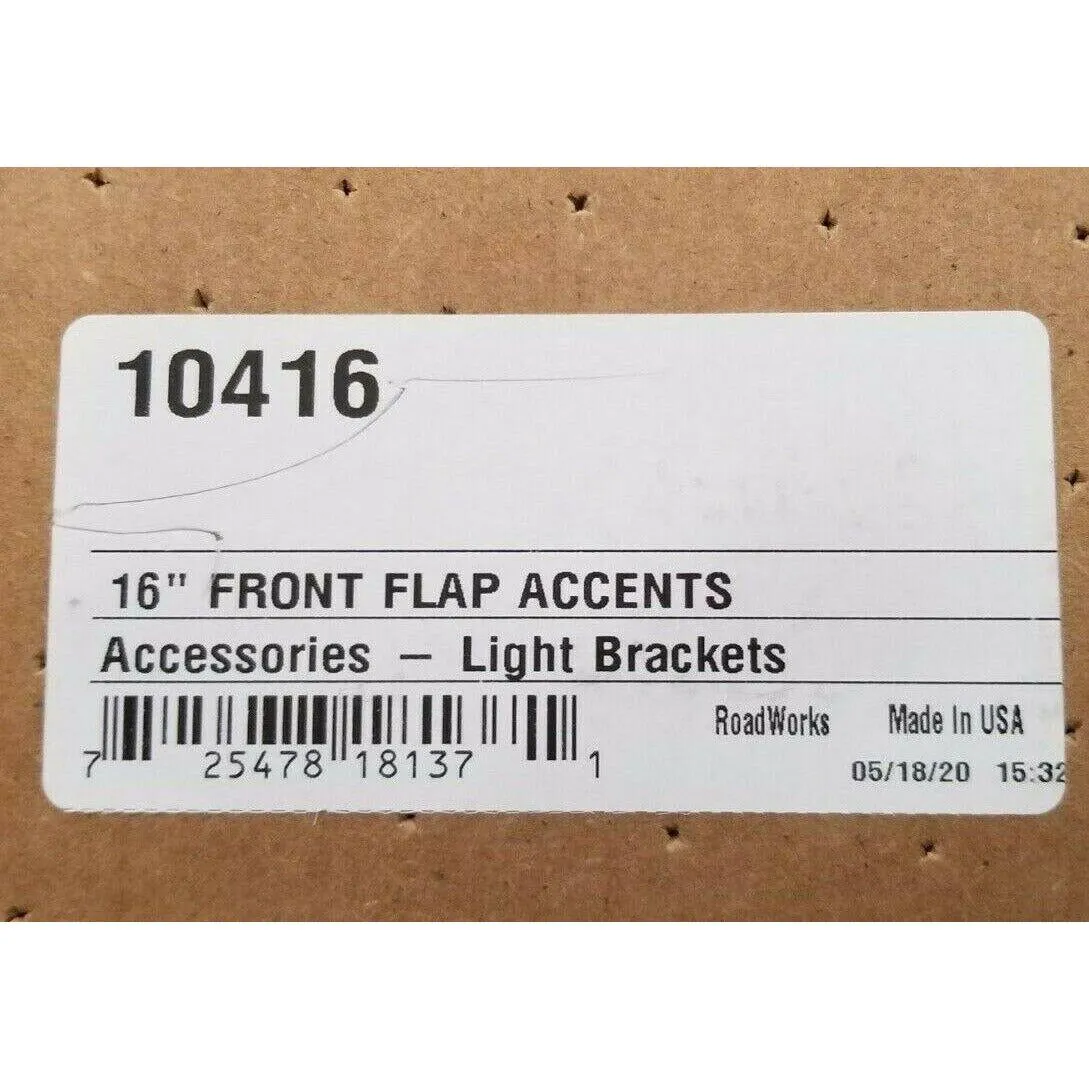 10416
16" FRONT FLAP ACCENTS
Accessories – Light Brackets
RoadWorks Made In USA
7 25478 18137 1
05/18/20 15:32